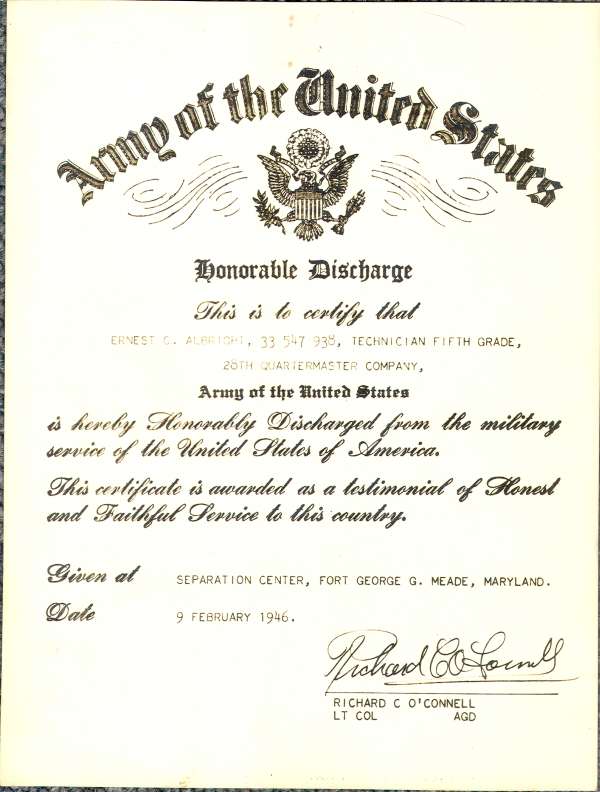 Army of the United States
Honorable Discharge
This is to certify that
ERNEST C. ALBRIGHT, 33 547 938, TECHNICIAN FIFTH GRADE,
28TH QUARTERMASTER COMPANY,
Army of the United States
is hereby Honorably Discharged from the military
service of the United States of America.
This certificate is awarded as a testimonial of Honest
and Faithful Service to this country.
Given at SEPARATION CENTER, FORT GEORGE G. MEADE, MARYLAND.
Date 9 FEBRUARY 1946.
Richard C O'Connell
RICHARD C O'CONNELL
LT COL AGD